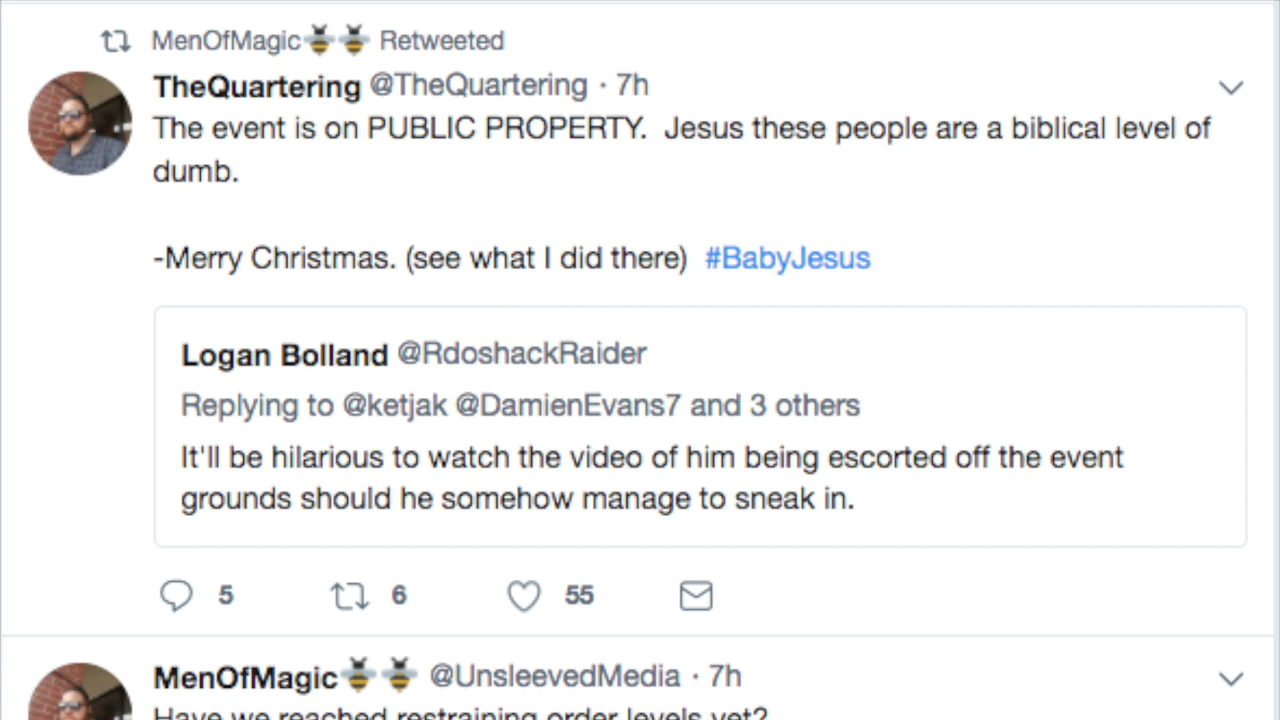 MenOfMagic🐝🐝 Retweeted
TheQuartering @TheQuartering · 7h
The event is on PUBLIC PROPERTY.  Jesus these people are a biblical level of
dumb.
-Merry Christmas. (see what I did there)  #BabyJesus
Logan Bolland @RdoshackRaider
Replying to @ketjak @DamienEvans7 and 3 others
It'll be hilarious to watch the video of him being escorted off the event
grounds should he somehow manage to sneak in.
5 6 55
MenOfMagic🐝🐝 @UnsleevedMedia · 7h
Have we reached restraining order levels yet?